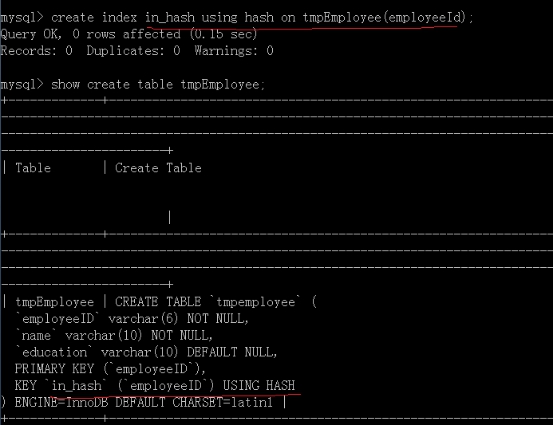 mysql> create index in_hash using hash on tmpEmployee(employeeId);
Query OK, 0 rows affected (0.15 sec)
Records: 0  Duplicates: 0  Warnings: 0
mysql> show create table tmpEmployee;
+-------------+-------------------------------------------------------
----------------------------------------------------------------------
----------------------------------------------------------------------
----------------------+
| Table       | Create Table
|
+-------------+-------------------------------------------------------
----------------------------------------------------------------------
----------------------------------------------------------------------
----------------------+
| tmpEmployee | CREATE TABLE `tmpemployee` (
`employeeID` varchar(6) NOT NULL,
`name` varchar(10) NOT NULL,
`education` varchar(10) DEFAULT NULL,
PRIMARY KEY (`employeeID`),
KEY `in_hash` (`employeeID`) USING HASH
) ENGINE=InnoDB DEFAULT CHARSET=latin1 |
+-------------+-------------------------------------------------------